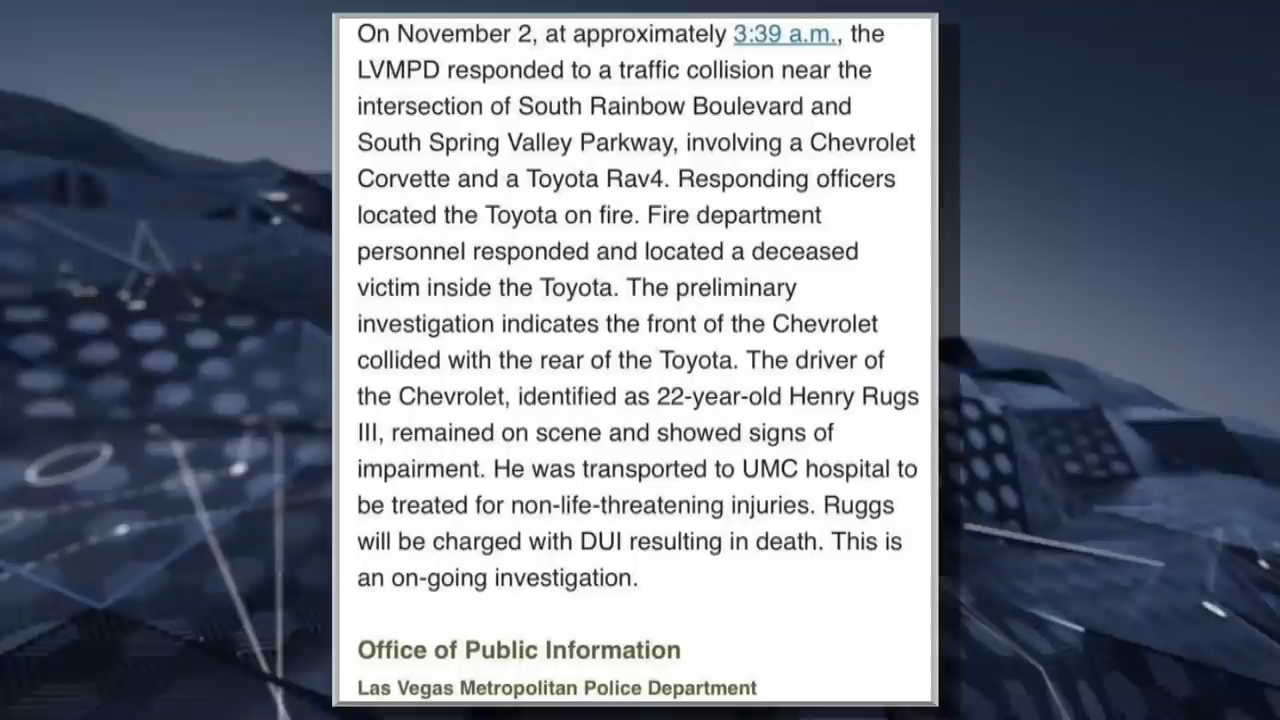 On November 2, at approximately 3:39 a.m., the
LVMPD responded to a traffic collision near the
intersection of South Rainbow Boulevard and
South Spring Valley Parkway, involving a Chevrolet
Corvette and a Toyota Rav4. Responding officers
located the Toyota on fire. Fire department
personnel responded and located a deceased
victim inside the Toyota. The preliminary
investigation indicates the front of the Chevrolet
collided with the rear of the Toyota. The driver of
the Chevrolet, identified as 22-year-old Henry Rugs
III, remained on scene and showed signs of
impairment. He was transported to UMC hospital to
be treated for non-life-threatening injuries. Ruggs
will be charged with DUI resulting in death. This is
an on-going investigation.
Office of Public Information
Las Vegas Metropolitan Police Department